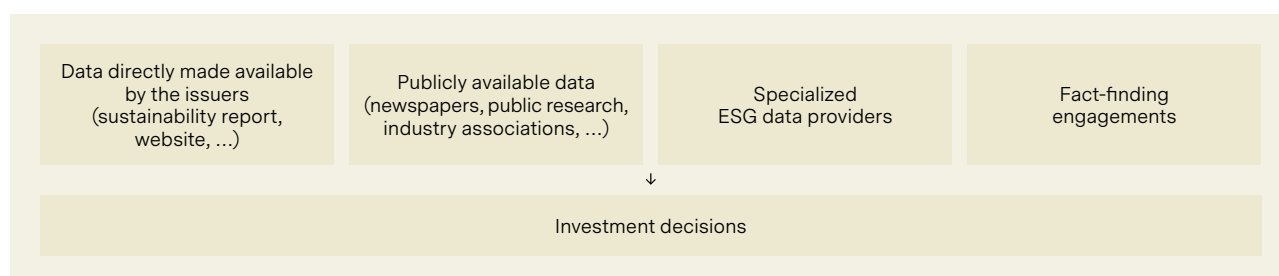 Data directly made available
by the issuers
(sustainability report,
website, ...)
Publicly available data
(newspapers, public research,
industry associations, ...)
Specialized
ESG data providers
Fact-finding
engagements
↓
Investment decisions